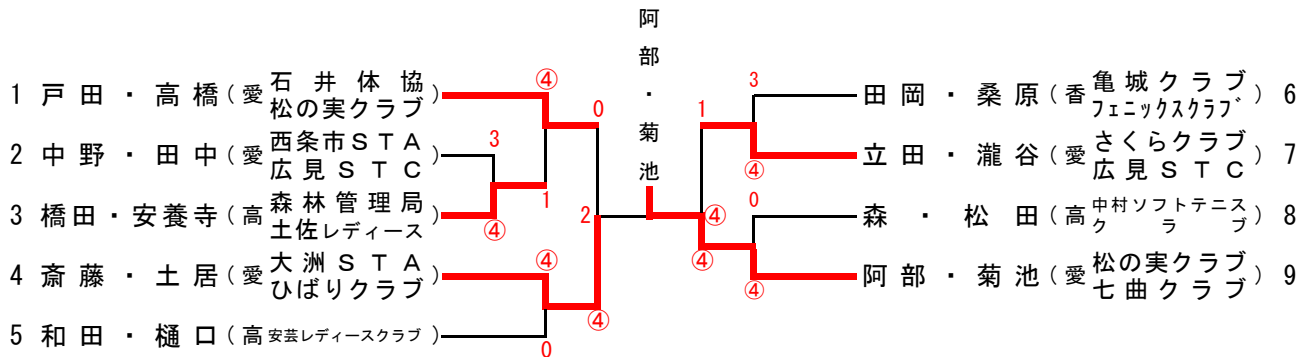 阿部・菊池
1 戸田・高橋(愛 石井体協 松の実クラブ)
2 中野・田中(愛 西条市STA 広見STC)
3 橋田・安養寺(高 森林管理局 土佐レディース)
4 斎藤・土居(愛 大洲STA ひばりクラブ)
5 和田・樋口(高 安芸レディースクラブ)
④
3
④
1
0
④
0
④
2
④
1
④
3
④
0
④
田岡・桑原(香 亀城クラブ フェニックスクラブ) 6
立田・瀧谷(愛 さくらクラブ 広見STC) 7
森・松田(高 中村ソフトテニスクラブ) 8
阿部・菊池(愛 松の実クラブ 七曲クラブ) 9